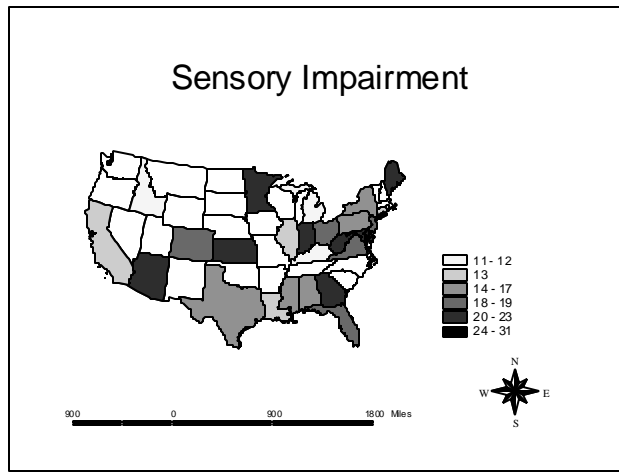 Sensory Impairment
11 - 12
13
14 - 17
18 - 19
20 - 23
24 - 31
N
W E
S
900 0 900 1800 Miles